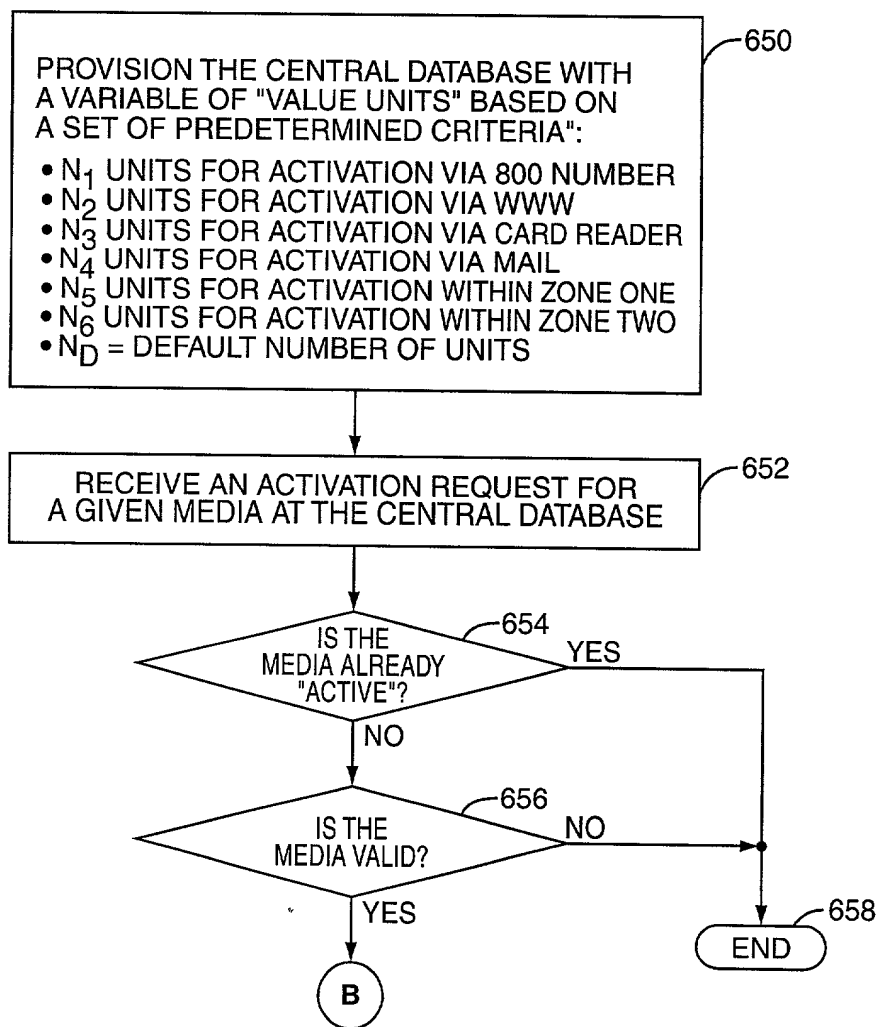 650
PROVISION THE CENTRAL DATABASE WITH
A VARIABLE OF "VALUE UNITS" BASED ON
A SET OF PREDETERMINED CRITERIA":
• N1 UNITS FOR ACTIVATION VIA 800 NUMBER
• N2 UNITS FOR ACTIVATION VIA WWW
• N3 UNITS FOR ACTIVATION VIA CARD READER
• N4 UNITS FOR ACTIVATION VIA MAIL
• N5 UNITS FOR ACTIVATION WITHIN ZONE ONE
• N6 UNITS FOR ACTIVATION WITHIN ZONE TWO
• ND = DEFAULT NUMBER OF UNITS
652
RECEIVE AN ACTIVATION REQUEST FOR
A GIVEN MEDIA AT THE CENTRAL DATABASE
654
IS THE
MEDIA ALREADY
"ACTIVE"?
YES
NO
656
IS THE
MEDIA VALID?
NO
YES
658
END
B